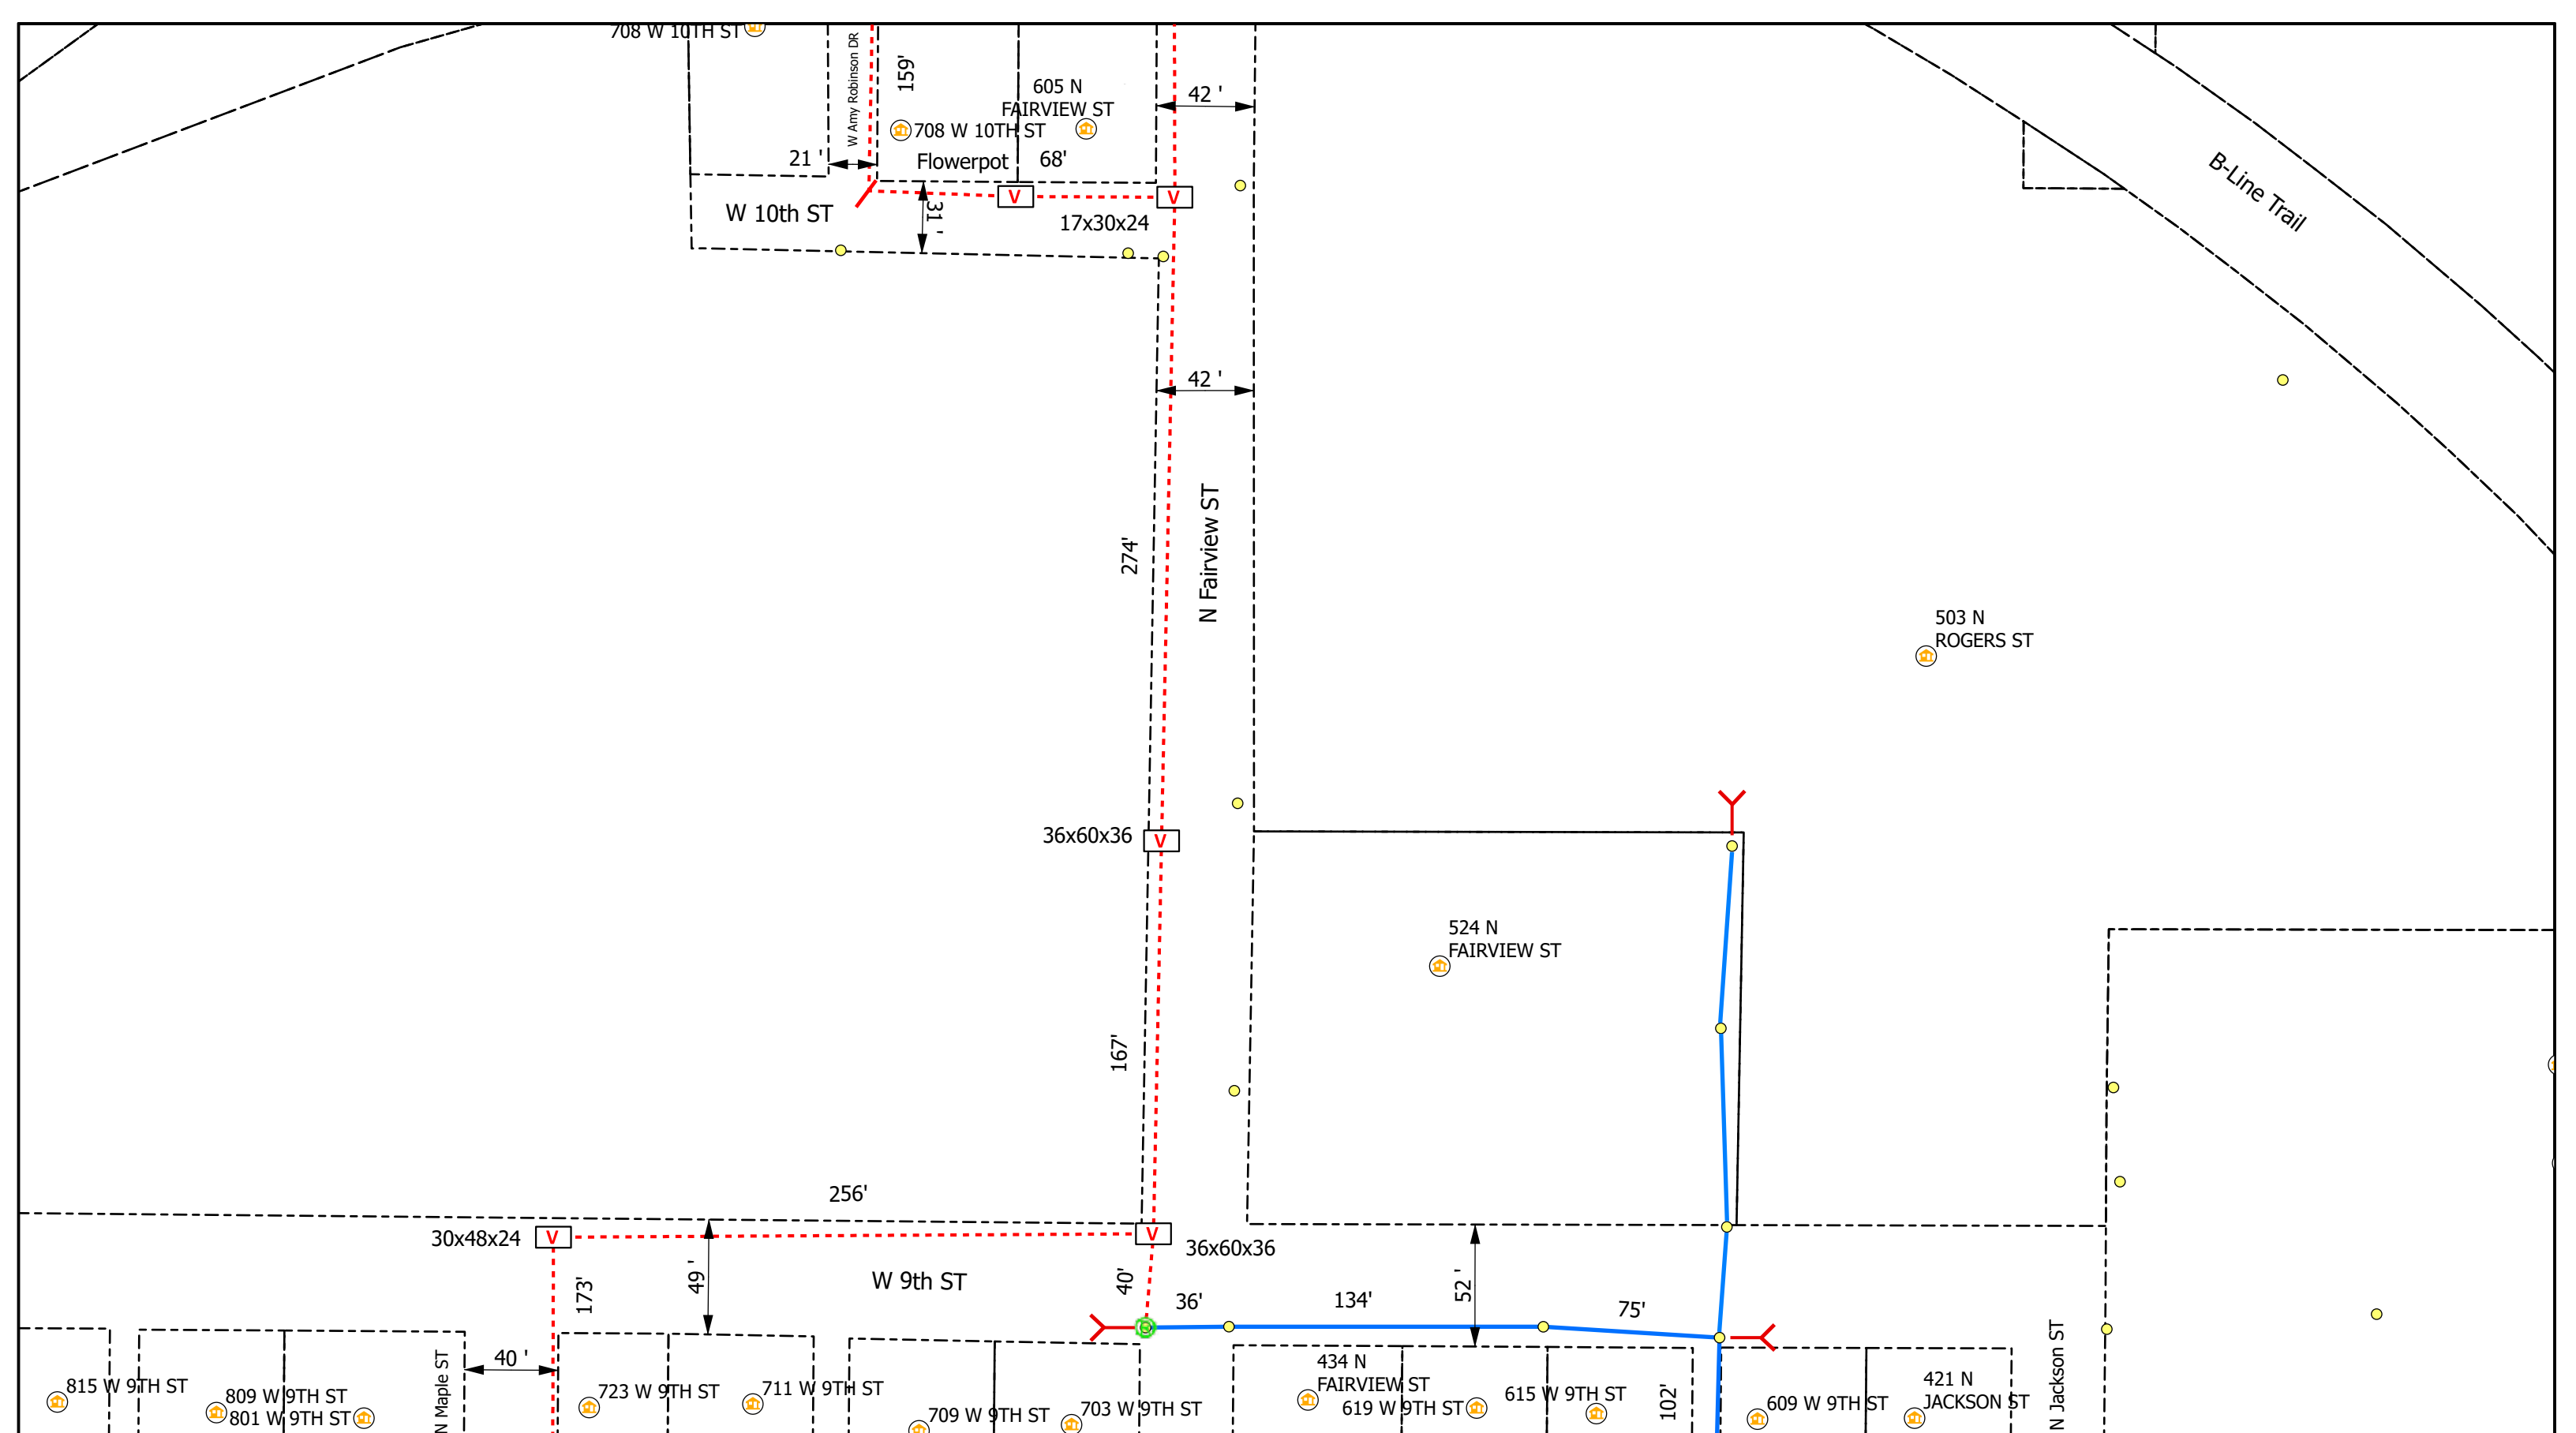 708 W 10TH ST
W Amy Robinson DR
159'
605 N
FAIRVIEW ST
42 '
708 W 10TH ST
21 '
Flowerpot
68'
V
V
W 10th ST
31 '
17x30x24
B-Line Trail
42 '
274'
N Fairview ST
503 N
ROGERS ST
36x60x36
V
524 N
FAIRVIEW ST
167'
256'
30x48x24
V
V
36x60x36
173'
49 '
W 9th ST
40'
52 '
36'
134'
75'
N Maple ST
40 '
815 W 9TH ST
809 W 9TH ST
801 W 9TH ST
723 W 9TH ST
711 W 9TH ST
709 W 9TH ST
703 W 9TH ST
434 N
FAIRVIEW ST
619 W 9TH ST
615 W 9TH ST
102'
609 W 9TH ST
421 N
JACKSON ST
N Jackson ST